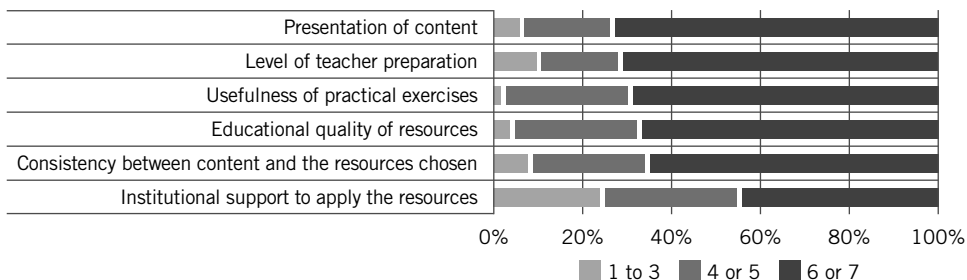 Presentation of content
Level of teacher preparation
Usefulness of practical exercises
Educational quality of resources
Consistency between content and the resources chosen
Institutional support to apply the resources
0% 20% 40% 60% 80% 100%
1 to 3 4 or 5 6 or 7